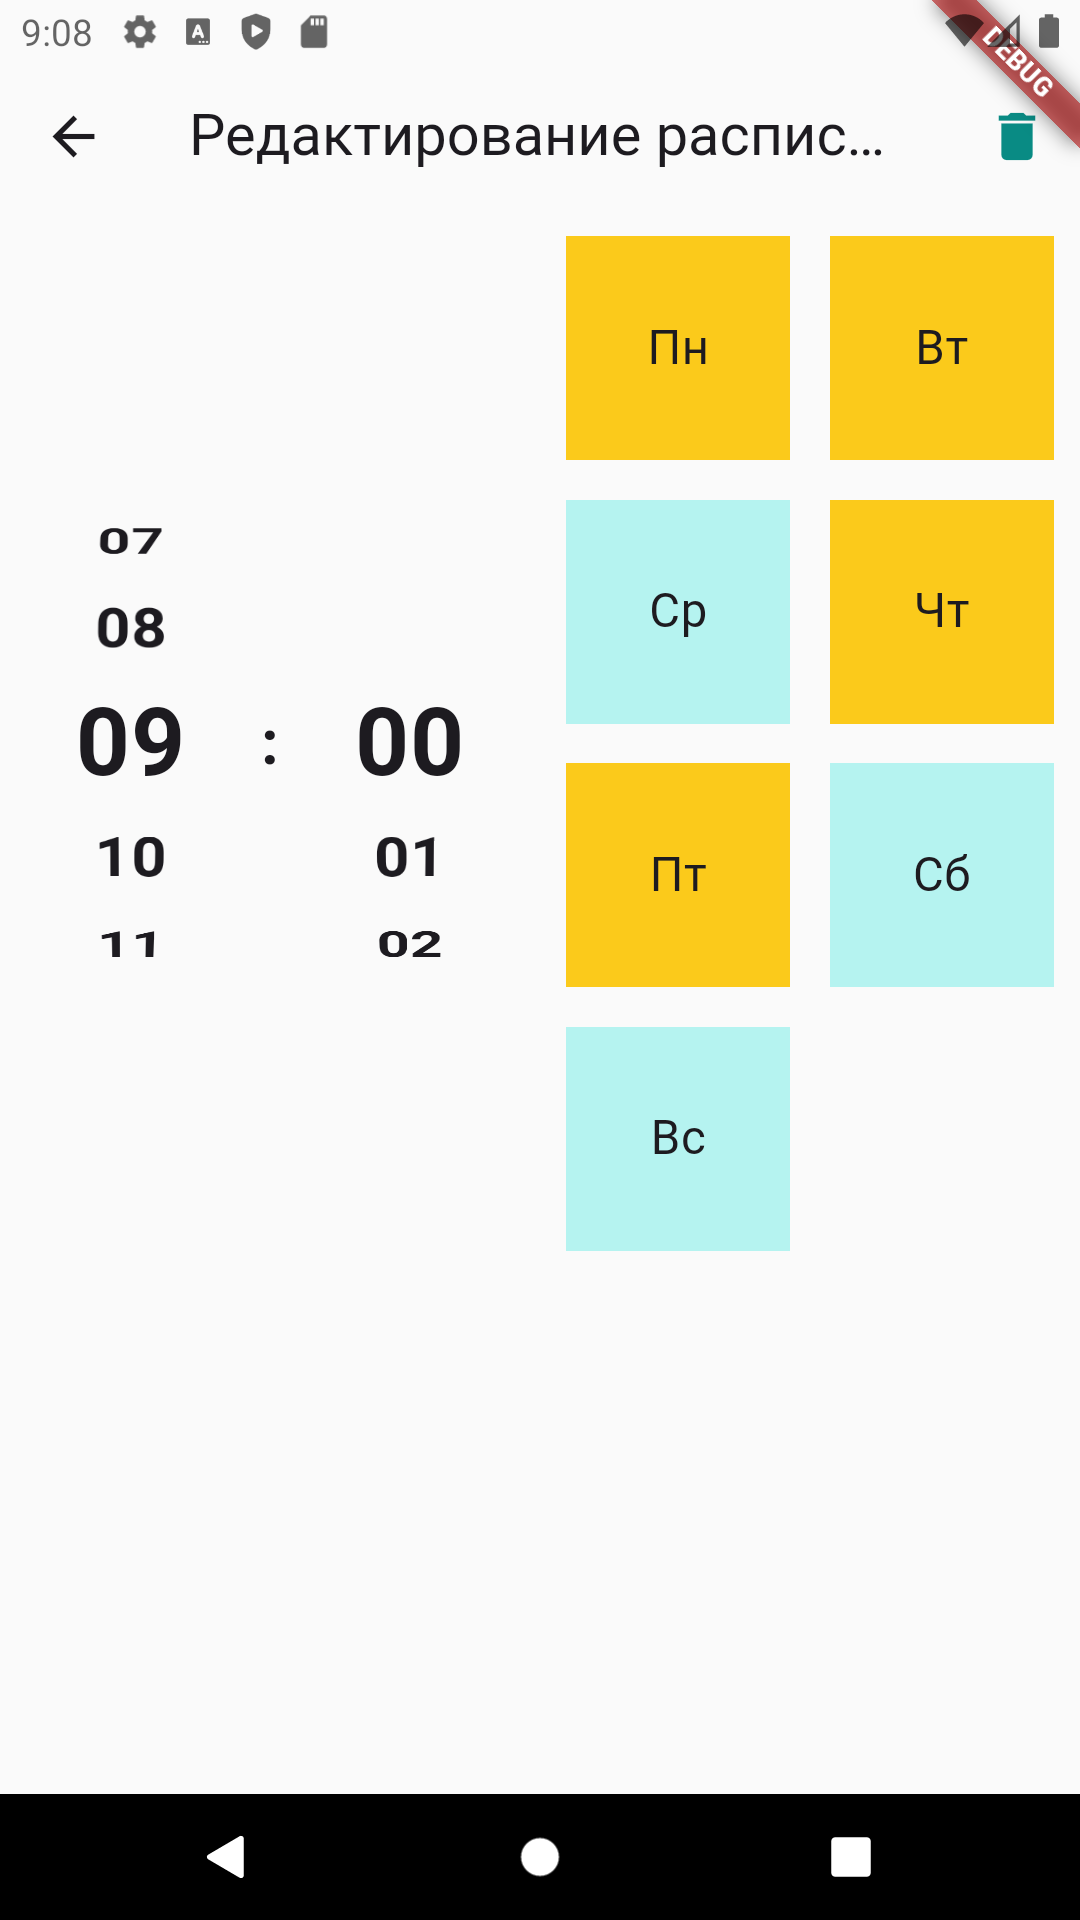 9:08
DEBUG
Редактирование распис...
Пн Вт
07
08
Ср Чт
09 : 00
10 01
Пт Сб
11 02
Вс